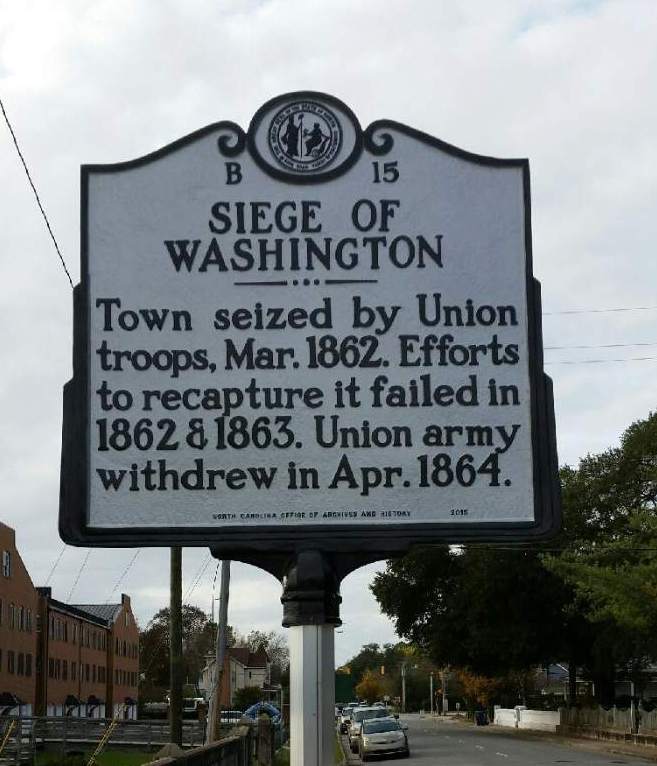 B 15
SIEGE OF
WASHINGTON
Town seized by Union
troops, Mar. 1862. Efforts
to recapture it failed in
1862 & 1863. Union army
withdrew in Apr. 1864.
NORTH CAROLINA OFFICE OF ARCHIVES AND HISTORY 2015